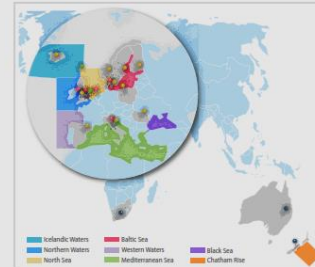 Icelandic Waters
Northern Waters
North Sea
Baltic Sea
Western Waters
Mediterranean Sea
Black Sea
Chatham Rise